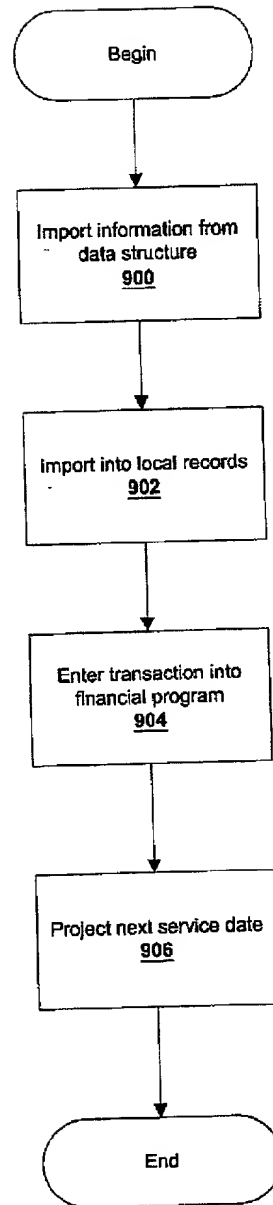 Begin
Import information from
data structure
900
Import into local records
902
Enter transaction into
financial program
904
Project next service date
906
End